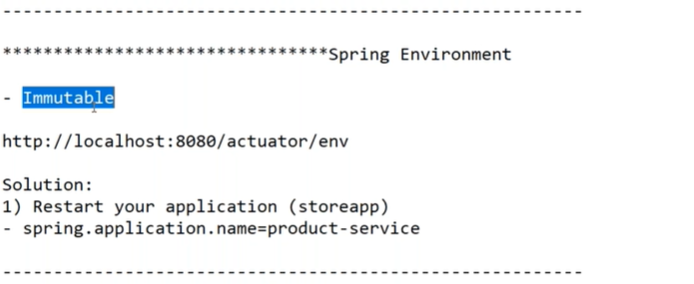 ---------------------------------------------------------
********************************Spring Environment
- Immutable
http://localhost:8080/actuator/env
Solution:
1) Restart your application (storeapp)
- spring.application.name=product-service
---------------------------------------------------------